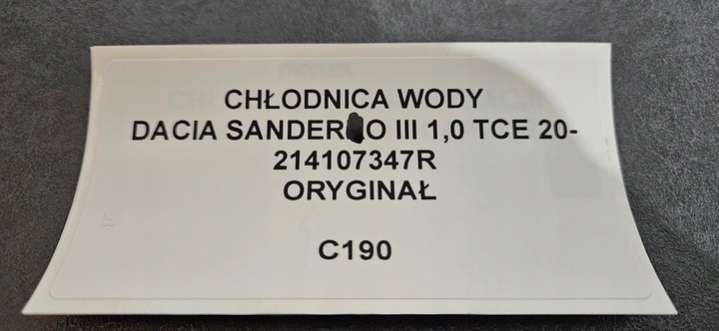 CHŁODNICA WODY
DACIA SANDERO III 1,0 TCE 20-
214107347R
ORYGINAŁ
C190